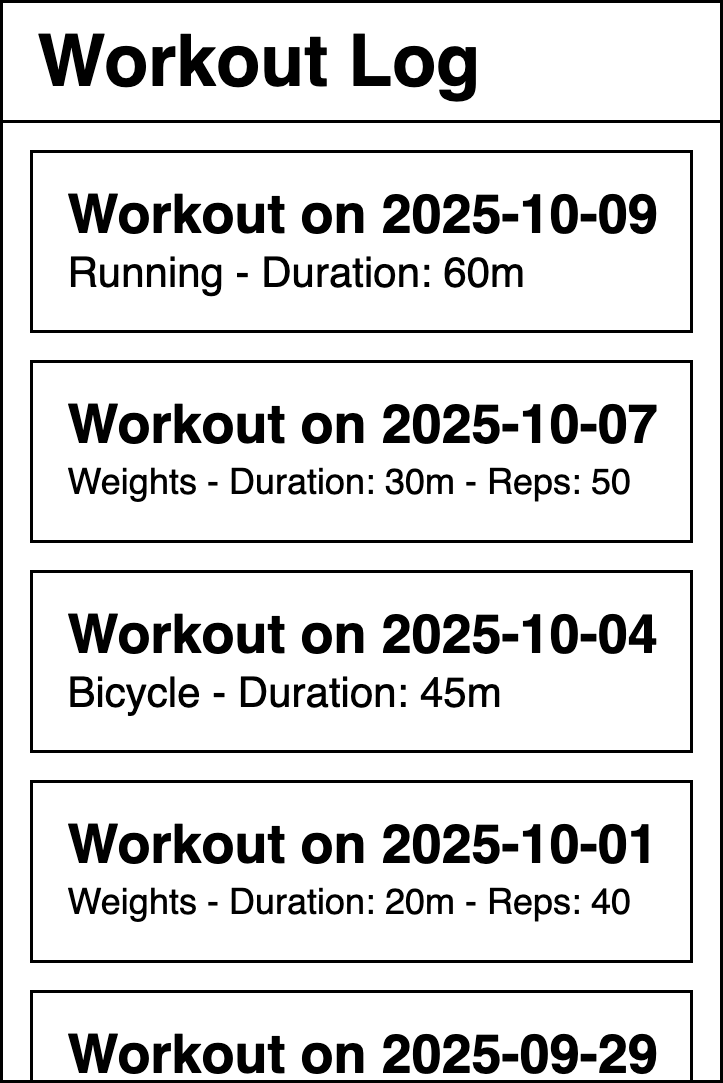 Workout Log
Workout on 2025-10-09
Running - Duration: 60m
Workout on 2025-10-07
Weights - Duration: 30m - Reps: 50
Workout on 2025-10-04
Bicycle - Duration: 45m
Workout on 2025-10-01
Weights - Duration: 20m - Reps: 40
Workout on 2025-09-29